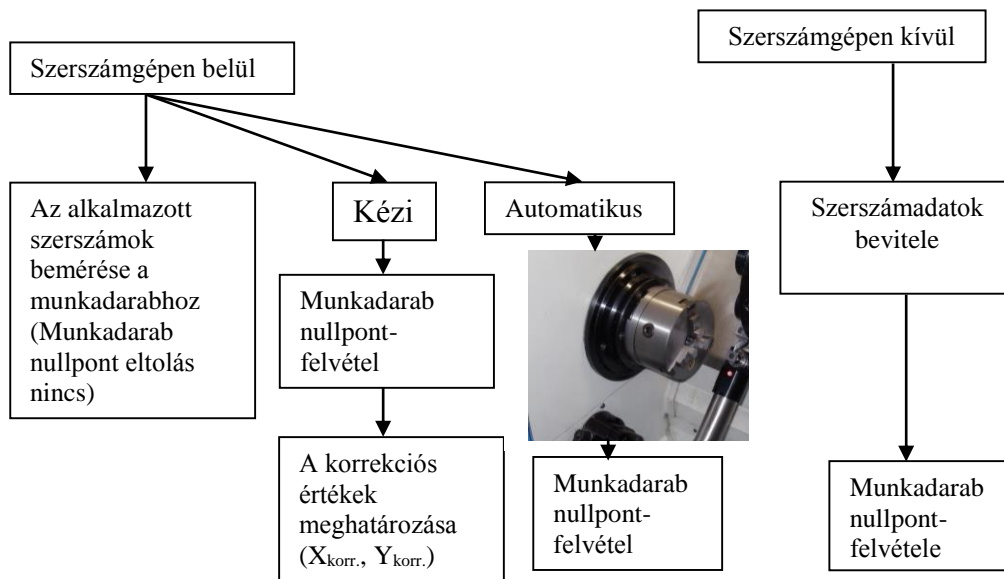 Szerszámgépen kívül
Szerszámgépen belül
Az alkalmazott
szerszámok
bemérése a
munkadarabhoz
(Munkadarab
nullpont eltolás
nincs)
Kézi
Automatikus
Szerszámadatok
bevitele
Munkadarab
nullpont-
felvétel
A korrekciós
értékek
meghatározása
(Xkorr., Ykorr.)
Munkadarab
nullpont-
felvétel
Munkadarab
nullpont-
felvétele